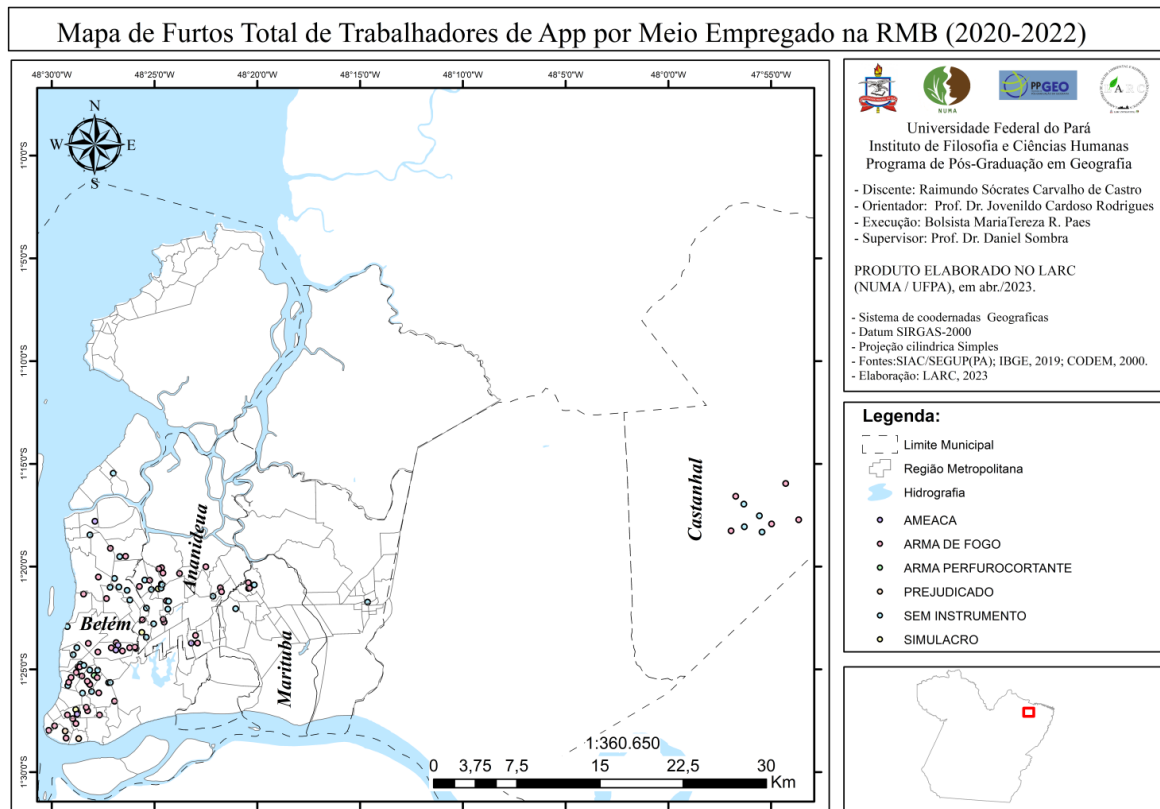 Mapa de Furtos Total de Trabalhadores de App por Meio Empregado na RMB (2020-2022)
48°30'0"W 48°25'0"W 48°20'0"W 48°15'0"W 48°10'0"W 48°5'0"W 48°0'0"W 47°55'0"W
N
W E
S
1°0'0"S
1°5'0"S
1°10'0"S
1°15'0"S
1°20'0"S
1°25'0"S
1°30'0"S
Castanhal
Ananideua
Belém
Marituba
1:360.650
0 3,75 7,5 15 22,5 30
Km
NUMA
PPGEO
Universidade Federal do Pará
Instituto de Filosofia e Ciências Humanas
Programa de Pós-Graduação em Geografia
- Discente: Raimundo Sócrates Carvalho de Castro
- Orientador: Prof. Dr. Jovenildo Cardoso Rodrigues
- Execução: Bolsista MariaTereza R. Paes
- Supervisor: Prof. Dr. Daniel Sombra
PRODUTO ELABORADO NO LARC
(NUMA / UFPA), em abr./2023.
- Sistema de coodernadas Geograficas
- Datum SIRGAS-2000
- Projeção cilindrica Simples
- Fontes:SIAC/SEGUP(PA); IBGE, 2019; CODEM, 2000.
- Elaboração: LARC, 2023
Legenda:
Limite Municipal
Região Metropolitana
Hidrografia
AMEACA
ARMA DE FOGO
ARMA PERFUROCORTANTE
PREJUDICADO
SEM INSTRUMENTO
SIMULACRO